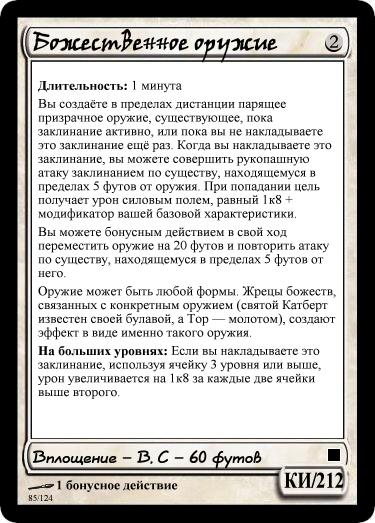 Божественное оружие 2
Длительность: 1 минута
Вы создаёте в пределах дистанции парящее
призрачное оружие, существующее, пока
заклинание активно, или пока вы не накладываете
это заклинание ещё раз. Когда вы накладываете это
заклинание, вы можете совершить рукопашную
атаку заклинанием по существу, находящемуся в
пределах 5 футов от оружия. При попадании цель
получает урон силовым полем, равный 1к8 +
модификатор вашей базовой характеристики.
Вы можете бонусным действием в свой ход
переместить оружие на 20 футов и повторить атаку
по существу, находящемуся в пределах 5 футов от
него.
Оружие может быть любой формы. Жрецы божеств,
связанных с конкретным оружием (святой Катберт
известен своей булавой, а Тор — молотом), создают
эффект в виде именно такого оружия.
На больших уровнях: Если вы накладываете это
заклинание, используя ячейку 3 уровня или выше,
урон увеличивается на 1к8 за каждые две ячейки
выше второго.
Вплощение – В, С – 60 футов
КИ/212
1 бонусное действие
85/124